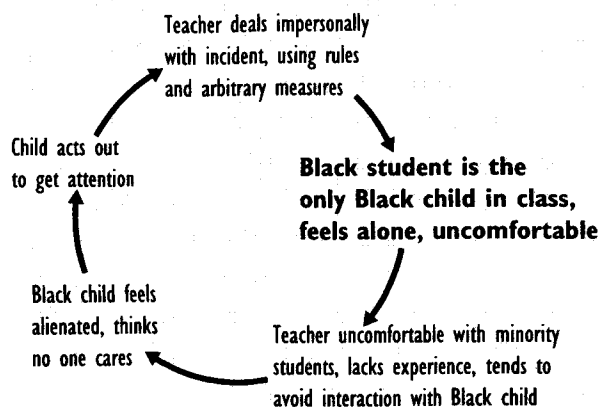 Teacher deals impersonally
with incident, using rules
and arbitrary measures
Black student is the
only Black child in class,
feels alone, uncomfortable
Teacher uncomfortable with minority
students, lacks experience, tends to
avoid interaction with Black child
Black child feels
alienated, thinks
no one cares
Child acts out
to get attention